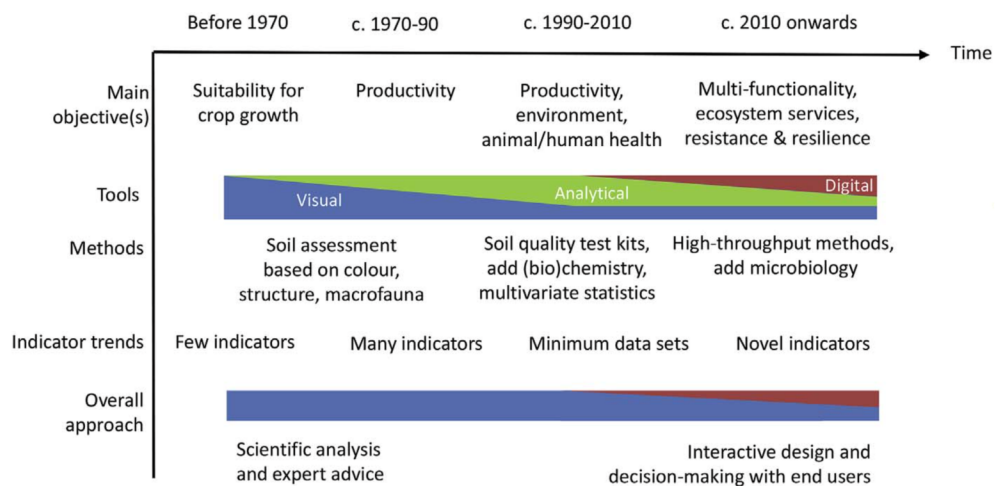 Before 1970 c. 1970-90 c. 1990-2010 c. 2010 onwards
Time
Main
objective(s)
Suitability for
crop growth
Productivity
Productivity,
environment,
animal/human health
Multi-functionality,
ecosystem services,
resistance & resilience
Tools
Visual
Analytical
Digital
Methods
Soil assessment
based on colour,
structure, macrofauna
Soil quality test kits,
add (bio)chemistry,
multivariate statistics
High-throughput methods,
add microbiology
Indicator trends
Few indicators
Many indicators
Minimum data sets
Novel indicators
Overall
approach
Scientific analysis
and expert advice
Interactive design and
decision-making with end users